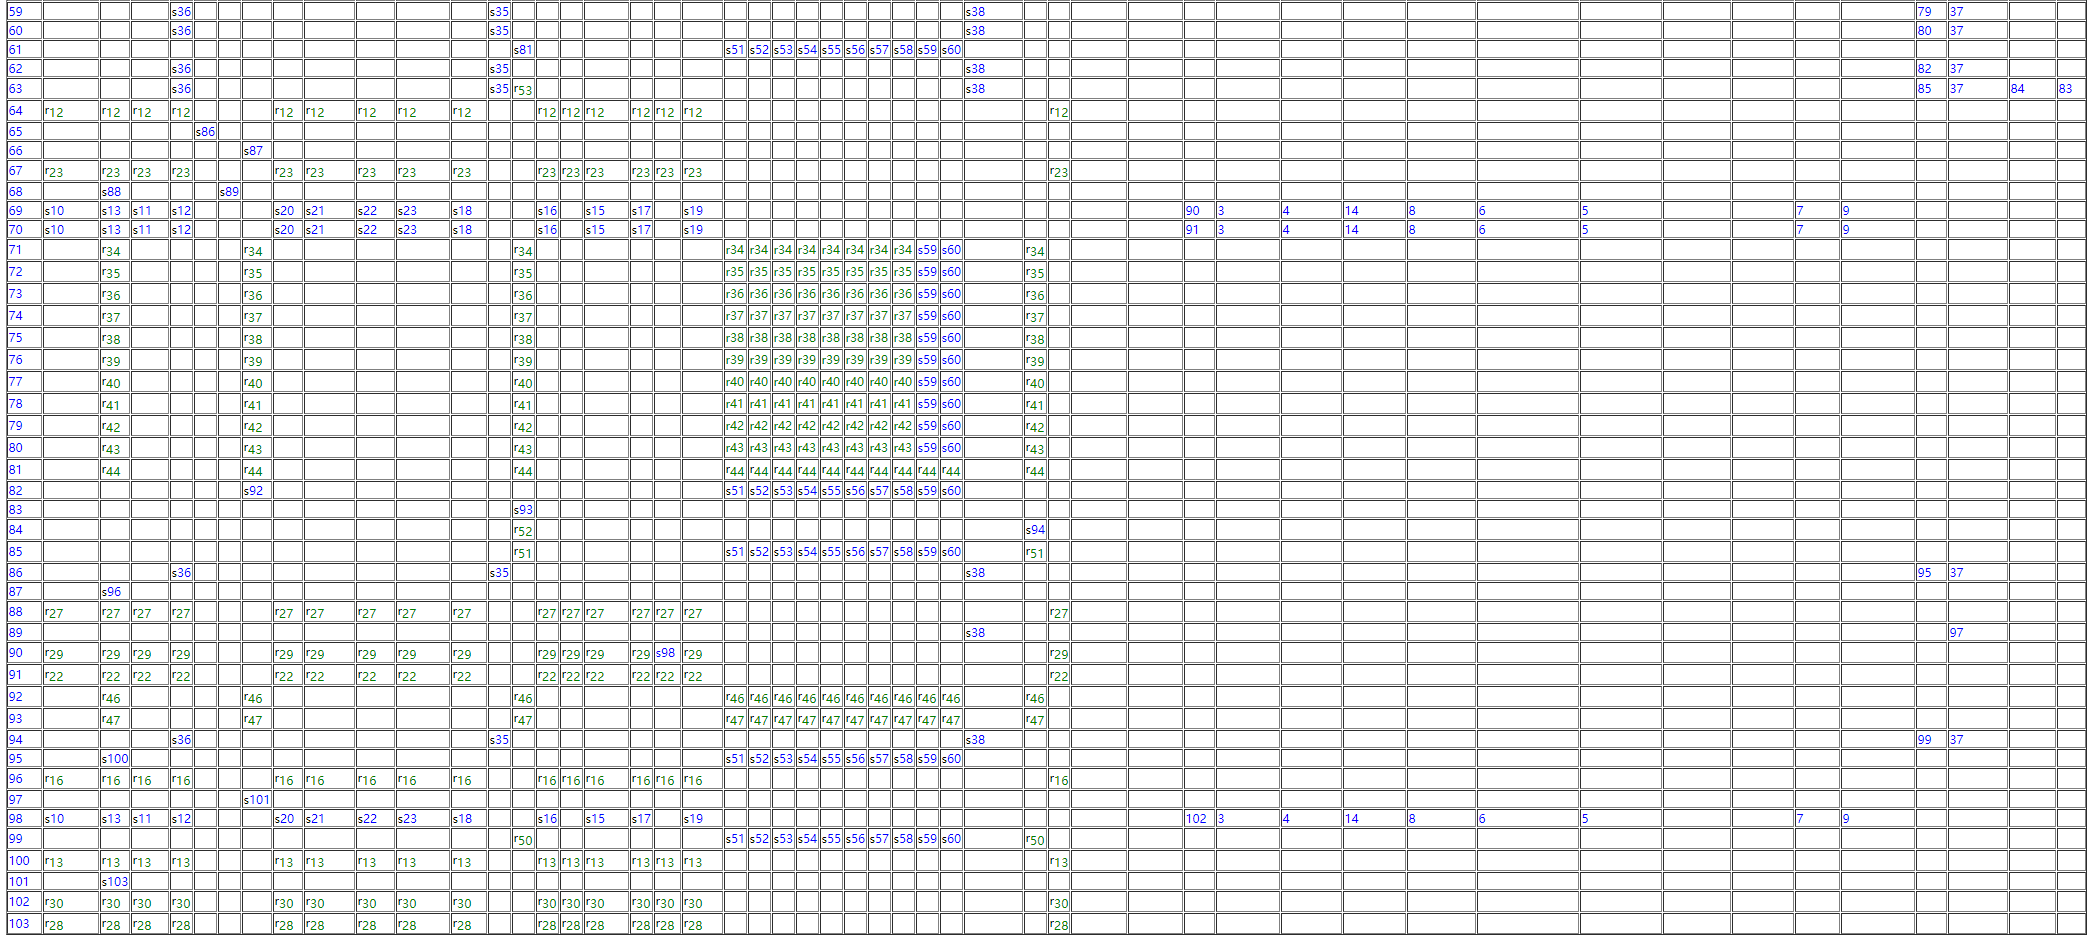 59 s36 s35 s38 79 37
60 s36 s35 s38 80 37
61 s81 s51 s52 s53 s54 s55 s56 s57 s58 s59 s60
62 s36 s35 s38 82 37
63 s36 s35 r53 s38 85 37 84 83
64 r12 r12 r12 r12 r12 r12 r12 r12 r12 r12 r12 r12 r12 r12 r12 r12
65 s86
66 s87
67 r23 r23 r23 r23 r23 r23 r23 r23 r23 r23 r23 r23 r23 r23 r23 r23
68 s88 s89
69 s10 s13 s11 s12 s20 s21 s22 s23 s18 s16 s15 s17 s19 90 3 4 14 8 6 5 7 9
70 s10 s13 s11 s12 s20 s21 s22 s23 s18 s16 s15 s17 s19 91 3 4 14 8 6 5 7 9
71 r34 r34 r34 r34 r34 r34 r34 r34 r34 r34 r34 s59 s60 r34
72 r35 r35 r35 r35 r35 r35 r35 r35 r35 r35 r35 s59 s60 r35
73 r36 r36 r36 r36 r36 r36 r36 r36 r36 r36 r36 s59 s60 r36
74 r37 r37 r37 r37 r37 r37 r37 r37 r37 r37 r37 s59 s60 r37
75 r38 r38 r38 r38 r38 r38 r38 r38 r38 r38 r38 s59 s60 r38
76 r39 r39 r39 r39 r39 r39 r39 r39 r39 r39 r39 s59 s60 r39
77 r40 r40 r40 r40 r40 r40 r40 r40 r40 r40 r40 s59 s60 r40
78 r41 r41 r41 r41 r41 r41 r41 r41 r41 r41 r41 s59 s60 r41
79 r42 r42 r42 r42 r42 r42 r42 r42 r42 r42 r42 s59 s60 r42
80 r43 r43 r43 r43 r43 r43 r43 r43 r43 r43 r43 s59 s60 r43
81 r44 r44 r44 r44 r44 r44 r44 r44 r44 r44 r44 r44 r44 r44
82 s92 s51 s52 s53 s54 s55 s56 s57 s58 s59 s60
83 s93
84 r52 s94
85 r51 s51 s52 s53 s54 s55 s56 s57 s58 s59 s60 r51
86 s36 s35 s38 95 37
87 s96
88 r27 r27 r27 r27 r27 r27 r27 r27 r27 r27 r27 r27 r27 r27 r27 r27
89 s38 97
90 r29 r29 r29 r29 r29 r29 r29 r29 r29 r29 r29 r29 r29 s98 r29 r29
91 r22 r22 r22 r22 r22 r22 r22 r22 r22 r22 r22 r22 r22 r22 r22 r22
92 r46 r46 r46 r46 r46 r46 r46 r46 r46 r46 r46 r46 r46 r46
93 r47 r47 r47 r47 r47 r47 r47 r47 r47 r47 r47 r47 r47 r47
94 s36 s35 s38 99 37
95 s100 s51 s52 s53 s54 s55 s56 s57 s58 s59 s60
96 r16 r16 r16 r16 r16 r16 r16 r16 r16 r16 r16 r16 r16 r16 r16 r16
97 s101
98 s10 s13 s11 s12 s20 s21 s22 s23 s18 s16 s15 s17 s19 102 3 4 14 8 6 5 7 9
99 r50 s51 s52 s53 s54 s55 s56 s57 s58 s59 s60 r50
100 r13 r13 r13 r13 r13 r13 r13 r13 r13 r13 r13 r13 r13 r13 r13 r13
101 s103
102 r30 r30 r30 r30 r30 r30 r30 r30 r30 r30 r30 r30 r30 r30 r30 r30
103 r28 r28 r28 r28 r28 r28 r28 r28 r28 r28 r28 r28 r28 r28 r28 r28